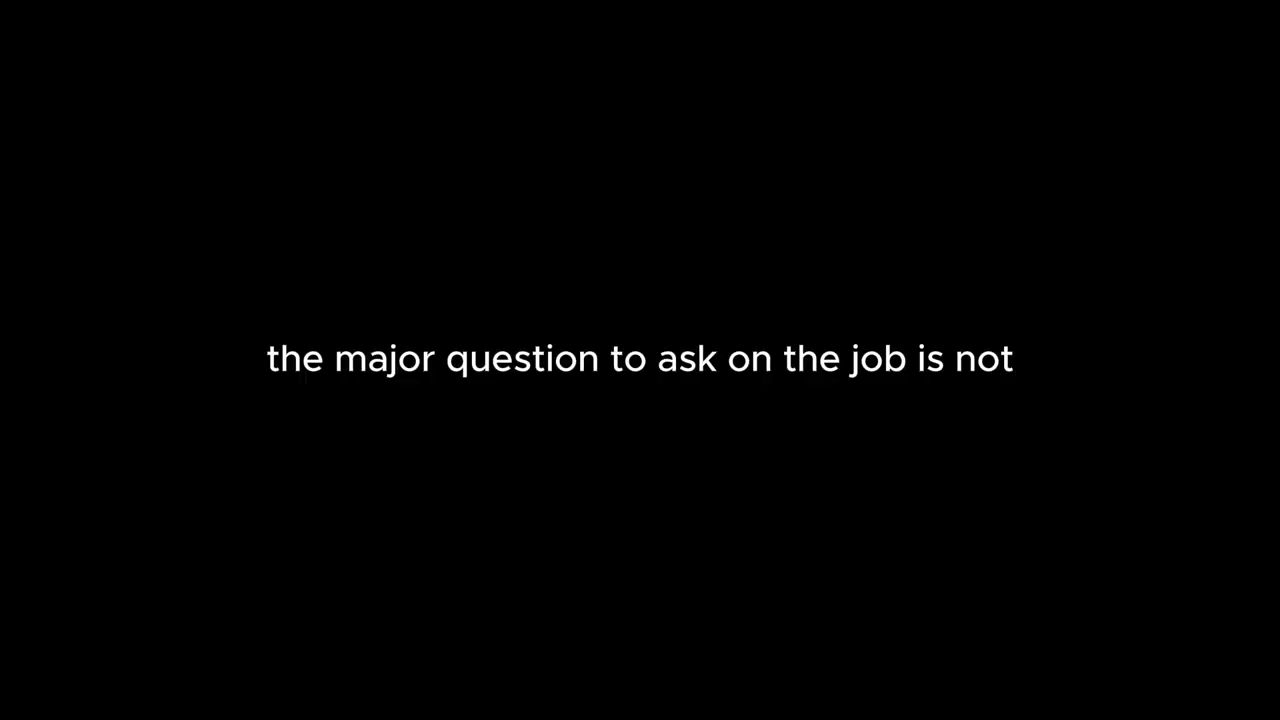 the major question to ask on the job is not